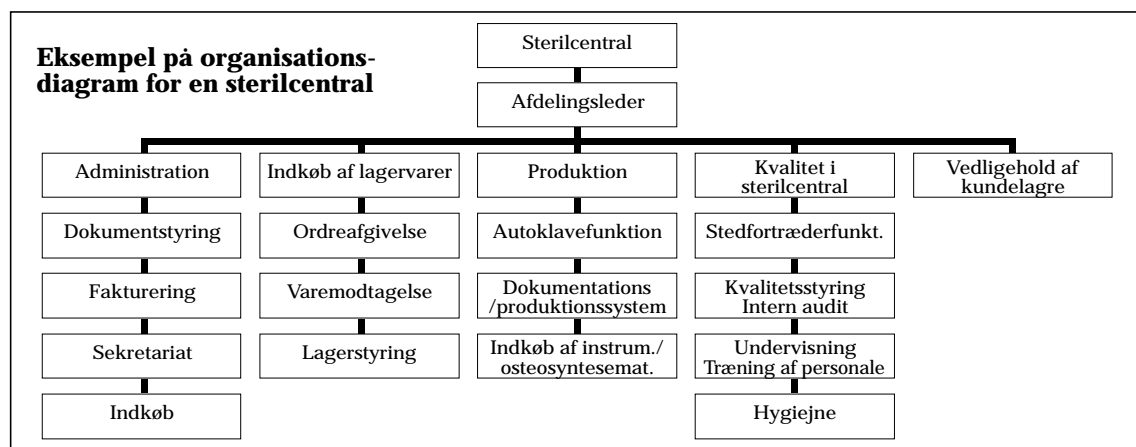 Eksempel på organisations-
diagram for en sterilcentral
Sterilcentral
Afdelingsleder
Administration
Dokumentstyring
Fakturering
Sekretariat
Indkøb
Indkøb af lagervarer
Ordreafgivelse
Varemodtagelse
Lagerstyring
Produktion
Autoklavefunktion
Dokumentations
/produktionssystem
Indkøb af instrum./
osteosyntesemat.
Kvalitet i
sterilcentral
Stedfortræderfunkt.
Kvalitetsstyring
Intern audit
Undervisning
Træning af personale
Hygiejne
Vedligehold af
kundelagre